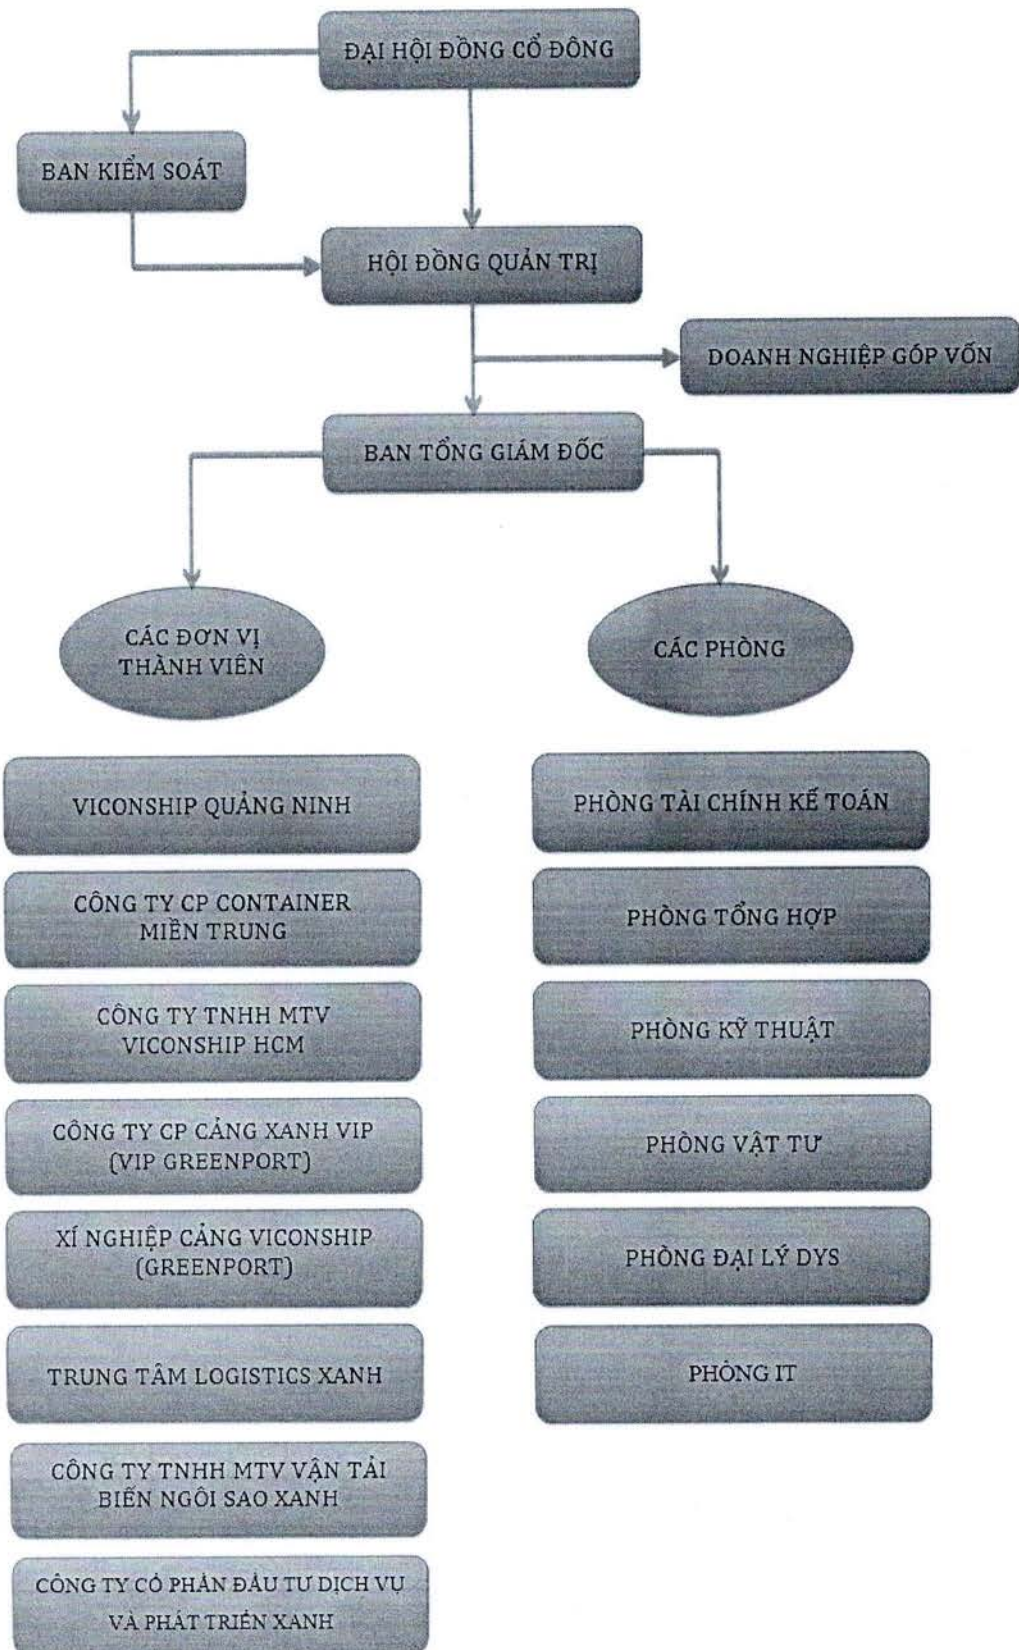 ĐẠI HỘI ĐỒNG CỔ ĐÔNG
BAN KIỂM SOÁT
HỘI ĐỒNG QUẢN TRỊ
DOANH NGHIỆP GÓP VỐN
BAN TỔNG GIÁM ĐỐC
CÁC ĐƠN VỊ
THÀNH VIÊN
CÁC PHÒNG
VICONSHIP QUẢNG NINH
CÔNG TY CP CONTAINER
MIỀN TRUNG
CÔNG TY TNHH MTV
VICONSHIP HCM
CÔNG TY CP CẢNG XANH VIP
(VIP GREENPORT)
XÍ NGHIỆP CẢNG VICONSHIP
(GREENPORT)
TRUNG TÂM LOGISTICS XANH
CÔNG TY TNHH MTV VẬN TẢI
BIỂN NGÔI SAO XANH
CÔNG TY CỔ PHẦN ĐẦU TƯ DỊCH VỤ
VÀ PHÁT TRIỂN XANH
PHÒNG TÀI CHÍNH KẾ TOÁN
PHÒNG TỔNG HỢP
PHÒNG KỸ THUẬT
PHÒNG VẬT TƯ
PHÒNG ĐẠI LÝ DYS
PHÒNG IT